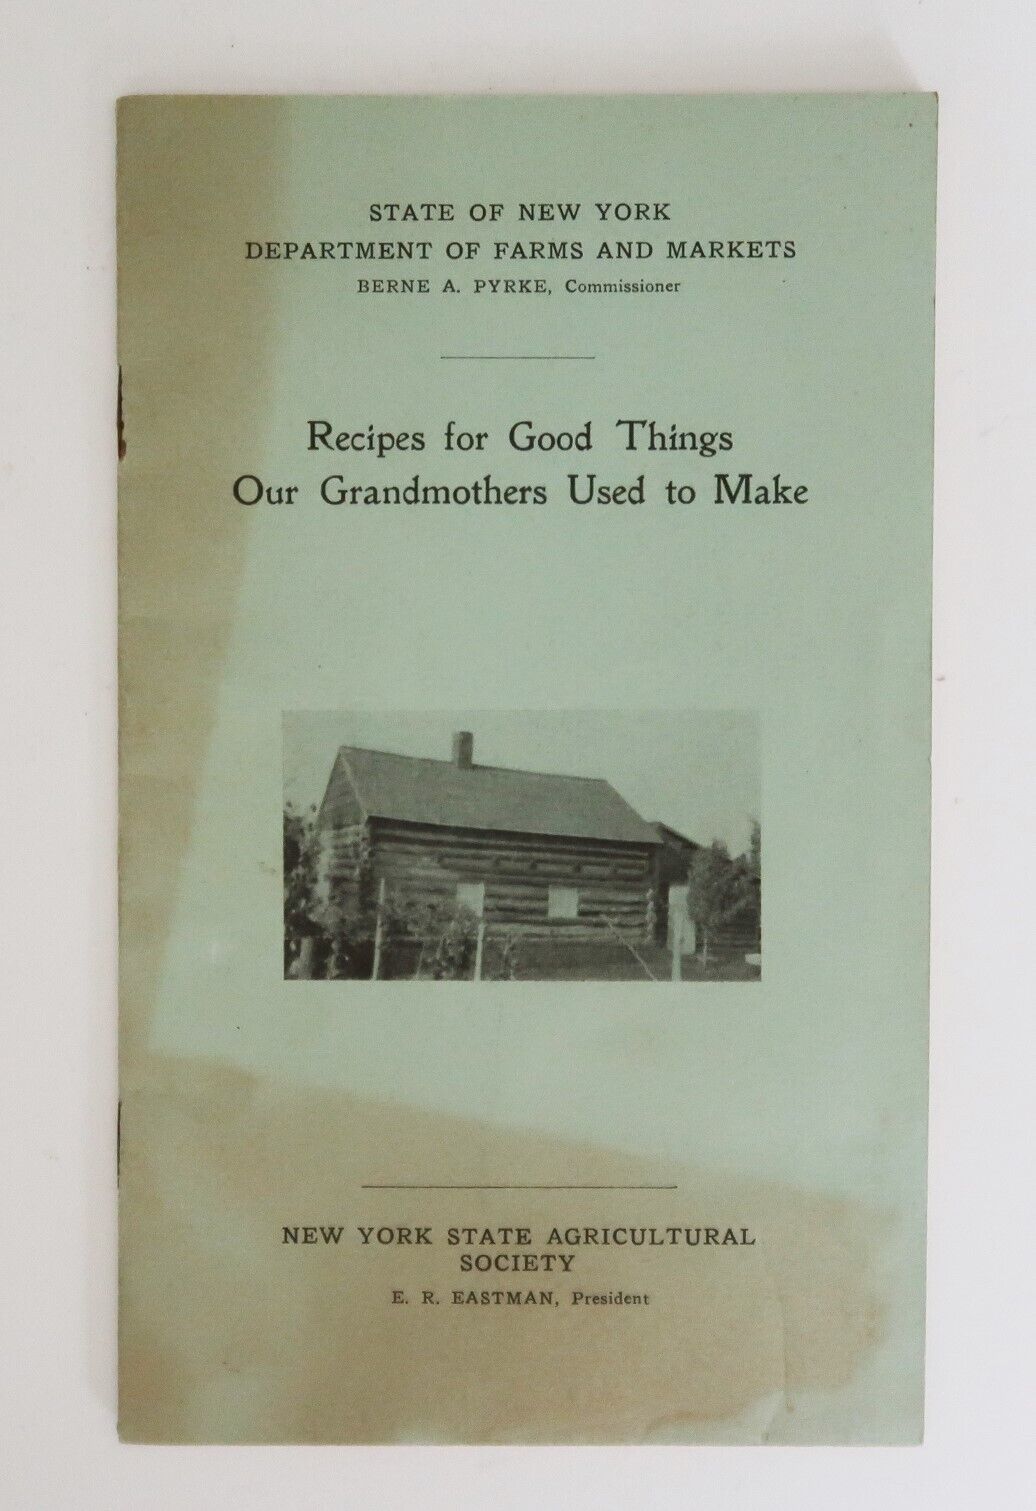 STATE OF NEW YORK
DEPARTMENT OF FARMS AND MARKETS
BERNE A. PYRKE, Commissioner
Recipes for Good Things
Our Grandmothers Used to Make
NEW YORK STATE AGRICULTURAL
SOCIETY
E. R. EASTMAN, President